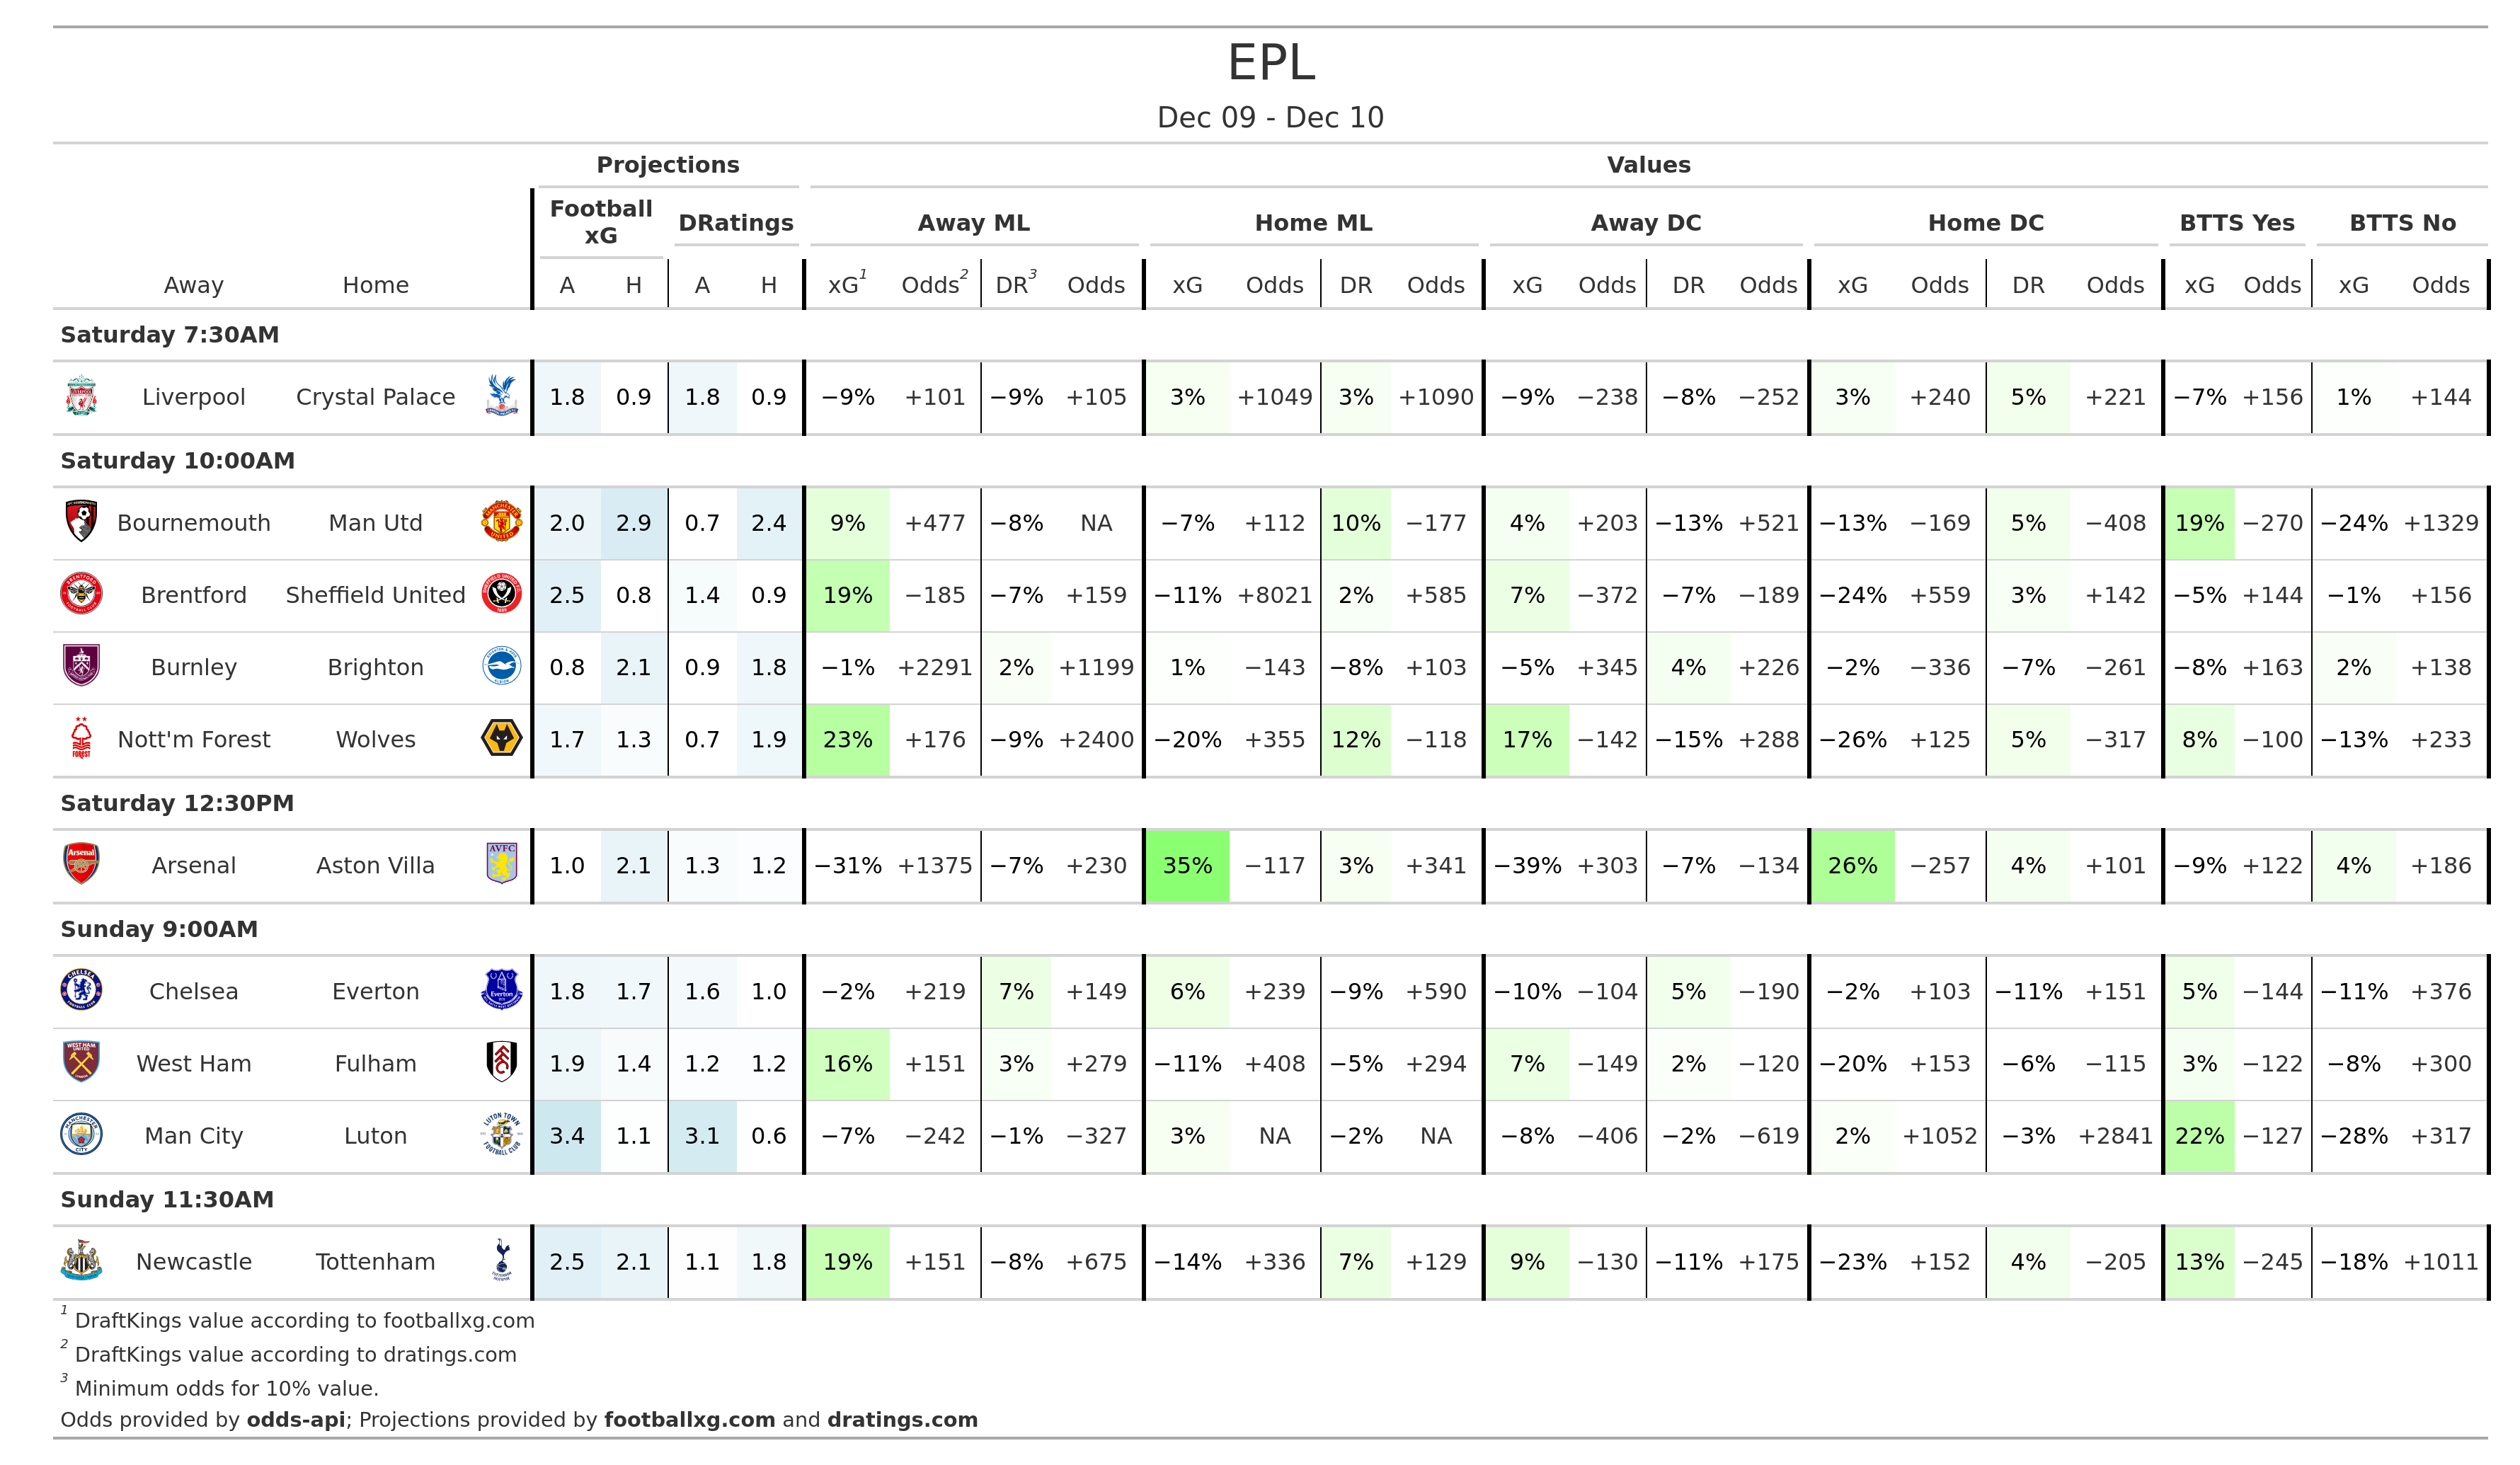 EPL
Dec 09 - Dec 10
Projections Values
Football xG DRatings Away ML Home ML Away DC Home DC BTTS Yes BTTS No
Away Home A H A H xG1 Odds2 DR3 Odds xG Odds DR Odds xG Odds DR Odds xG Odds DR Odds xG Odds xG Odds
Saturday 7:30AM
Liverpool Crystal Palace 1.8 0.9 1.8 0.9 −9% +101 −9% +105 3% +1049 3% +1090 −9% −238 −8% −252 3% +240 5% +221 −7% +156 1% +144
Saturday 10:00AM
Bournemouth Man Utd 2.0 2.9 0.7 2.4 9% +477 −8% NA −7% +112 10% −177 4% +203 −13% +521 −13% −169 5% −408 19% −270 −24% +1329
Brentford Sheffield United 2.5 0.8 1.4 0.9 19% −185 −7% +159 −11% +8021 2% +585 7% −372 −7% −189 −24% +559 3% +142 −5% +144 −1% +156
Burnley Brighton 0.8 2.1 0.9 1.8 −1% +2291 2% +1199 1% −143 −8% +103 −5% +345 4% +226 −2% −336 −7% −261 −8% +163 2% +138
Nott'm Forest Wolves 1.7 1.3 0.7 1.9 23% +176 −9% +2400 −20% +355 12% −118 17% −142 −15% +288 −26% +125 5% −317 8% −100 −13% +233
Saturday 12:30PM
Arsenal Aston Villa 1.0 2.1 1.3 1.2 −31% +1375 −7% +230 35% −117 3% +341 −39% +303 −7% −134 26% −257 4% +101 −9% +122 4% +186
Sunday 9:00AM
Chelsea Everton 1.8 1.7 1.6 1.0 −2% +219 7% +149 6% +239 −9% +590 −10% −104 5% −190 −2% +103 −11% +151 5% −144 −11% +376
West Ham Fulham 1.9 1.4 1.2 1.2 16% +151 3% +279 −11% +408 −5% +294 7% −149 2% −120 −20% +153 −6% −115 3% −122 −8% +300
Man City Luton 3.4 1.1 3.1 0.6 −7% −242 −1% −327 3% NA −2% NA −8% −406 −2% −619 2% +1052 −3% +2841 22% −127 −28% +317
Sunday 11:30AM
Newcastle Tottenham 2.5 2.1 1.1 1.8 19% +151 −8% +675 −14% +336 7% +129 9% −130 −11% +175 −23% +152 4% −205 13% −245 −18% +1011
1 DraftKings value according to footballxg.com
2 DraftKings value according to dratings.com
3 Minimum odds for 10% value.
Odds provided by odds-api; Projections provided by footballxg.com and dratings.com